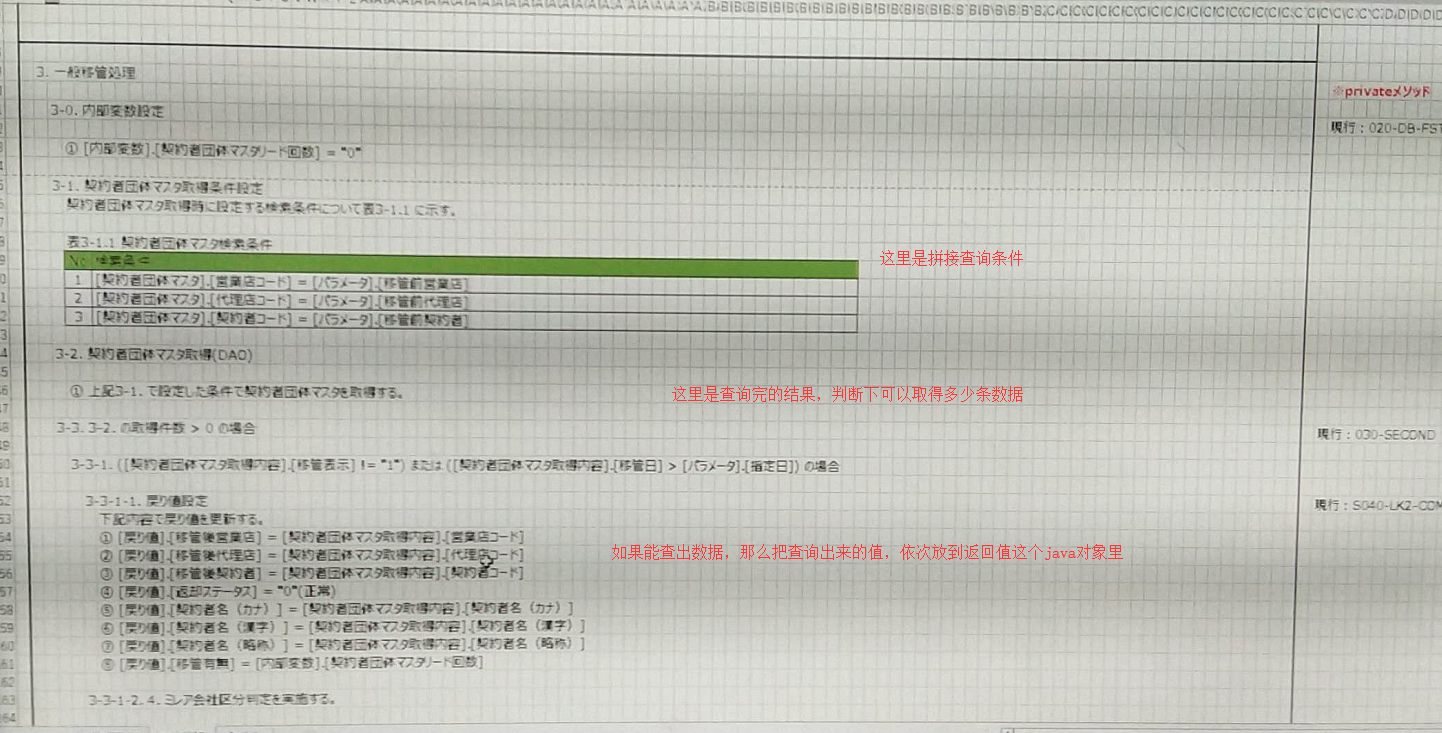 3. 一般移管処理
※privateメソッド
3-0. 内部変数設定
現行：020-DB-FST
① [内部変数].[契約者団体マスタリード回数] = "0"
3-1. 契約者団体マスタ取得条件設定
契約者団体マスタ取得時に設定する検索条件について表3-1.1 に示す。
表3-1.1 契約者団体マスタ検索条件
No 検索条件
这里是拼接查询条件
1 [契約者団体マスタ].[営業店コード] = [パラメータ].[移管前営業店]
2 [契約者団体マスタ].[代理店コード] = [パラメータ].[移管前代理店]
3 [契約者団体マスタ].[契約者コード] = [パラメータ].[移管前契約者]
3-2. 契約者団体マスタ取得(DAO)
① 上記3-1. で設定した条件で契約者団体マスタを取得する。
这里是查询完的结果，判断下可以取得多少条数据
3-3. 3-2. の取得件数 > 0 の場合
現行：030-SECOND
3-3-1. ([契約者団体マスタ取得内容].[移管表示] != "1") または ([契約者団体マスタ取得内容].[移管日] > [パラメータ].[指定日]) の場合
3-3-1-1. 戻り値設定
現行：S040-LK2-COM
下記内容で戻り値を更新する。
① [戻り値].[移管後営業店] = [契約者団体マスタ取得内容].[営業店コード]
② [戻り値].[移管後代理店] = [契約者団体マスタ取得内容].[代理店コード]
如果能查出数据，那么把查询出来的值，依次放到返回值这个java对象里
③ [戻り値].[移管後契約者] = [契約者団体マスタ取得内容].[契約者コード]
④ [戻り値].[返却ステータス] = "0"(正常)
⑤ [戻り値].[契約者名（カナ）] = [契約者団体マスタ取得内容].[契約者名（カナ）]
⑥ [戻り値].[契約者名（漢字）] = [契約者団体マスタ取得内容].[契約者名（漢字）]
⑦ [戻り値].[契約者名（略称）] = [契約者団体マスタ取得内容].[契約者名（略称）]
[戻り値].[移管有無] = [内部変数].[契約者団体マスタリード回数]
3-3-1-2. 4. ミレア会社区分判定を実施する。